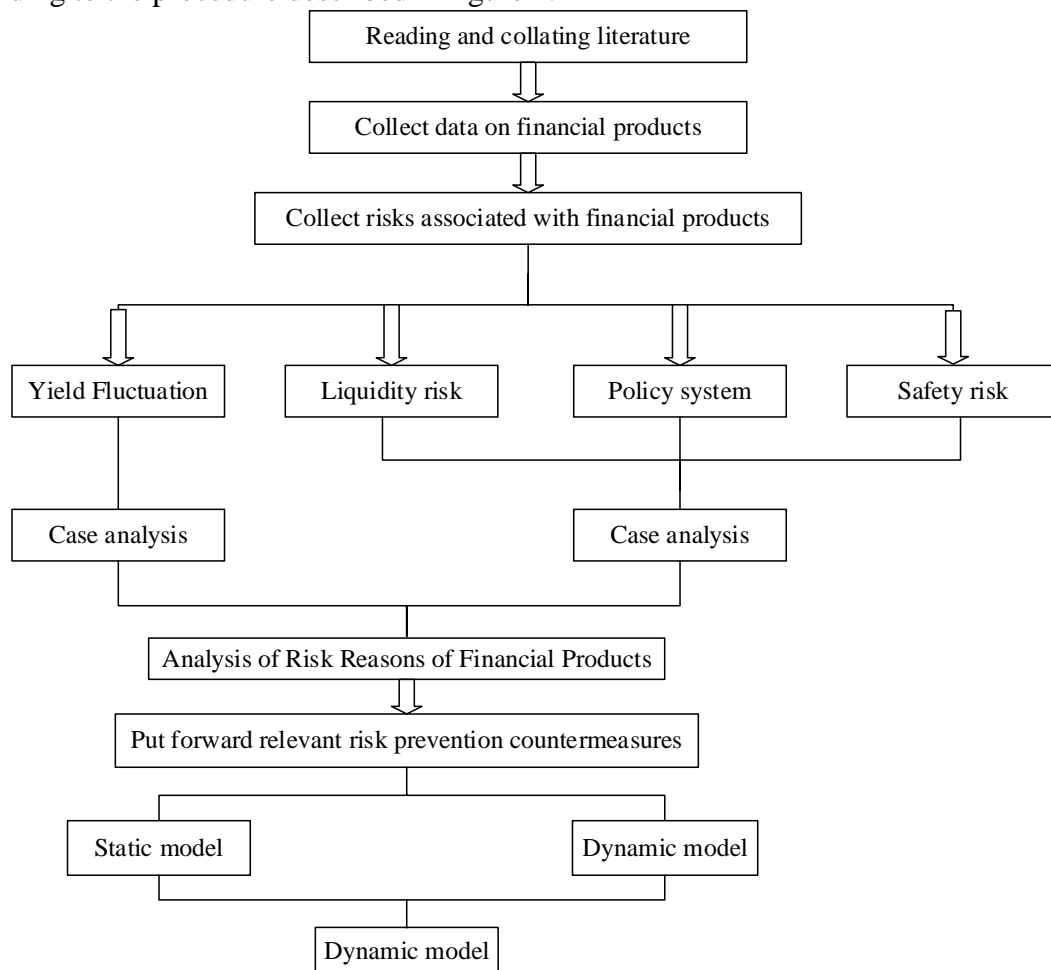 Reading and collating literature
Collect data on financial products
Collect risks associated with financial products
Yield Fluctuation
Liquidity risk
Policy system
Safety risk
Case analysis
Case analysis
Analysis of Risk Reasons of Financial Products
Put forward relevant risk prevention countermeasures
Static model
Dynamic model
Dynamic model